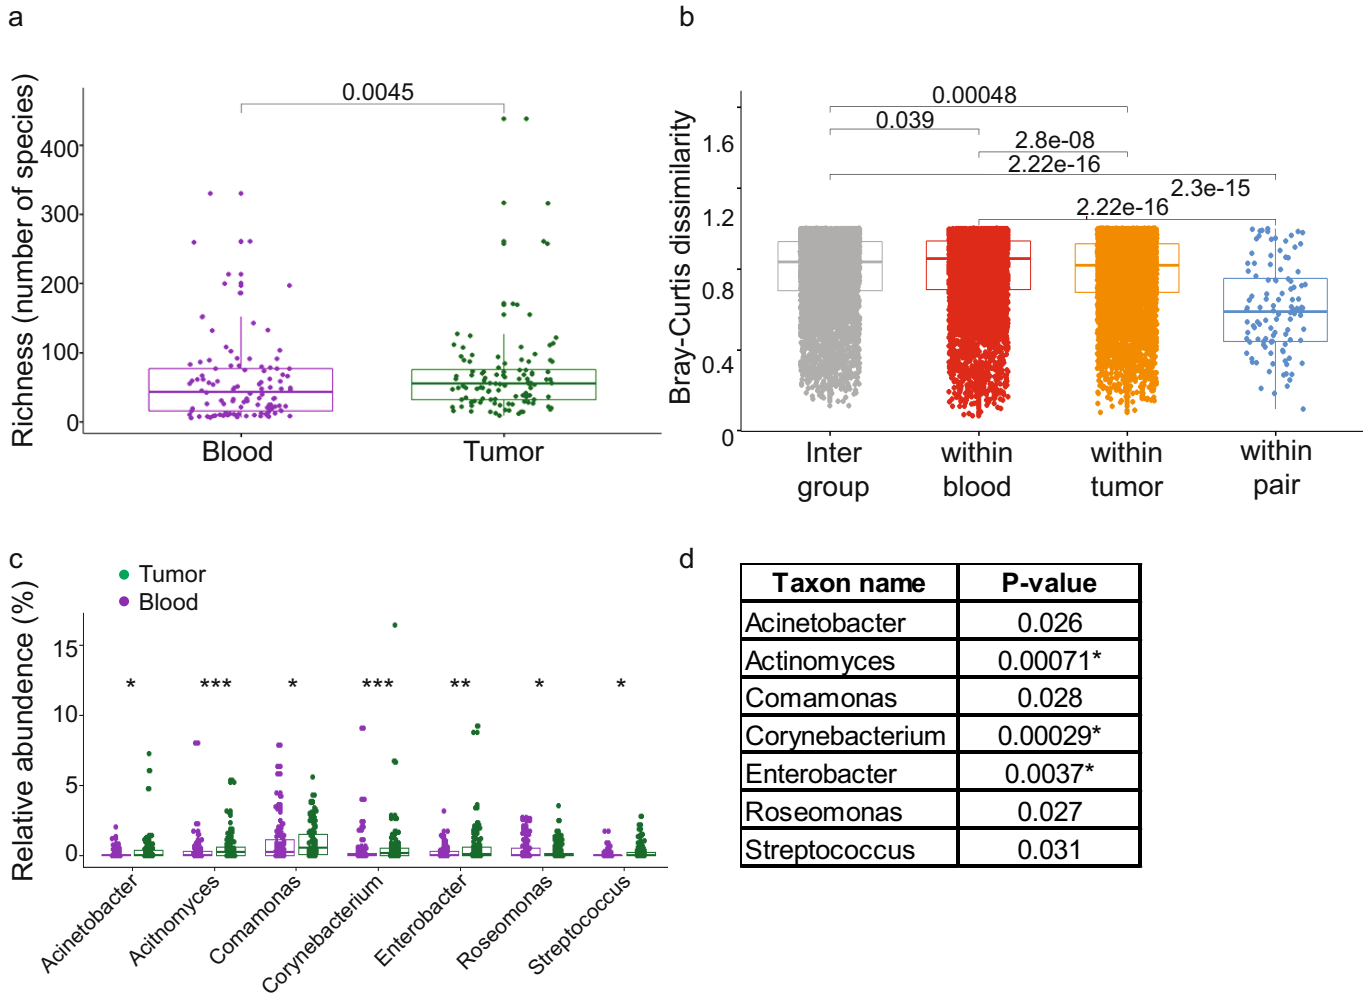 a
Richness (number of species)
400
300
200
100
0
0.0045
Blood
Tumor
b
Bray-Curtis dissimilarity
1.6
1.2
0.8
0.4
0
0.00048
0.039
2.8e-08
2.22e-16
2.3e-15
2.22e-16
Inter
group
within
blood
within
tumor
within
pair
c
Tumor
Blood
Relative abundence (%)
15
10
5
0
*
***
*
***
**
*
*
Acinetobacter
Acitnomyces
Comamonas
Corynebacterium
Enterobacter
Roseomonas
Streptococcus
d
Taxon name P-value
Acinetobacter 0.026
Actinomyces 0.00071*
Comamonas 0.028
Corynebacterium 0.00029*
Enterobacter 0.0037*
Roseomonas 0.027
Streptococcus 0.031